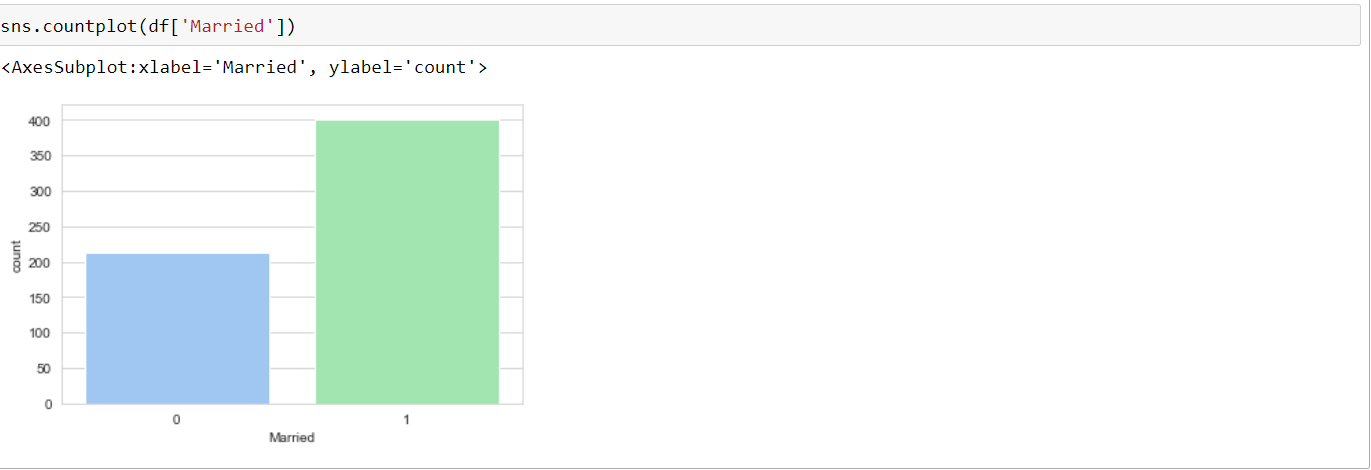 sns.countplot(df['Married'])
<AxesSubplot:xlabel='Married', ylabel='count'>
400
350
300
250
200
150
100
50
0
count
0 1
Married